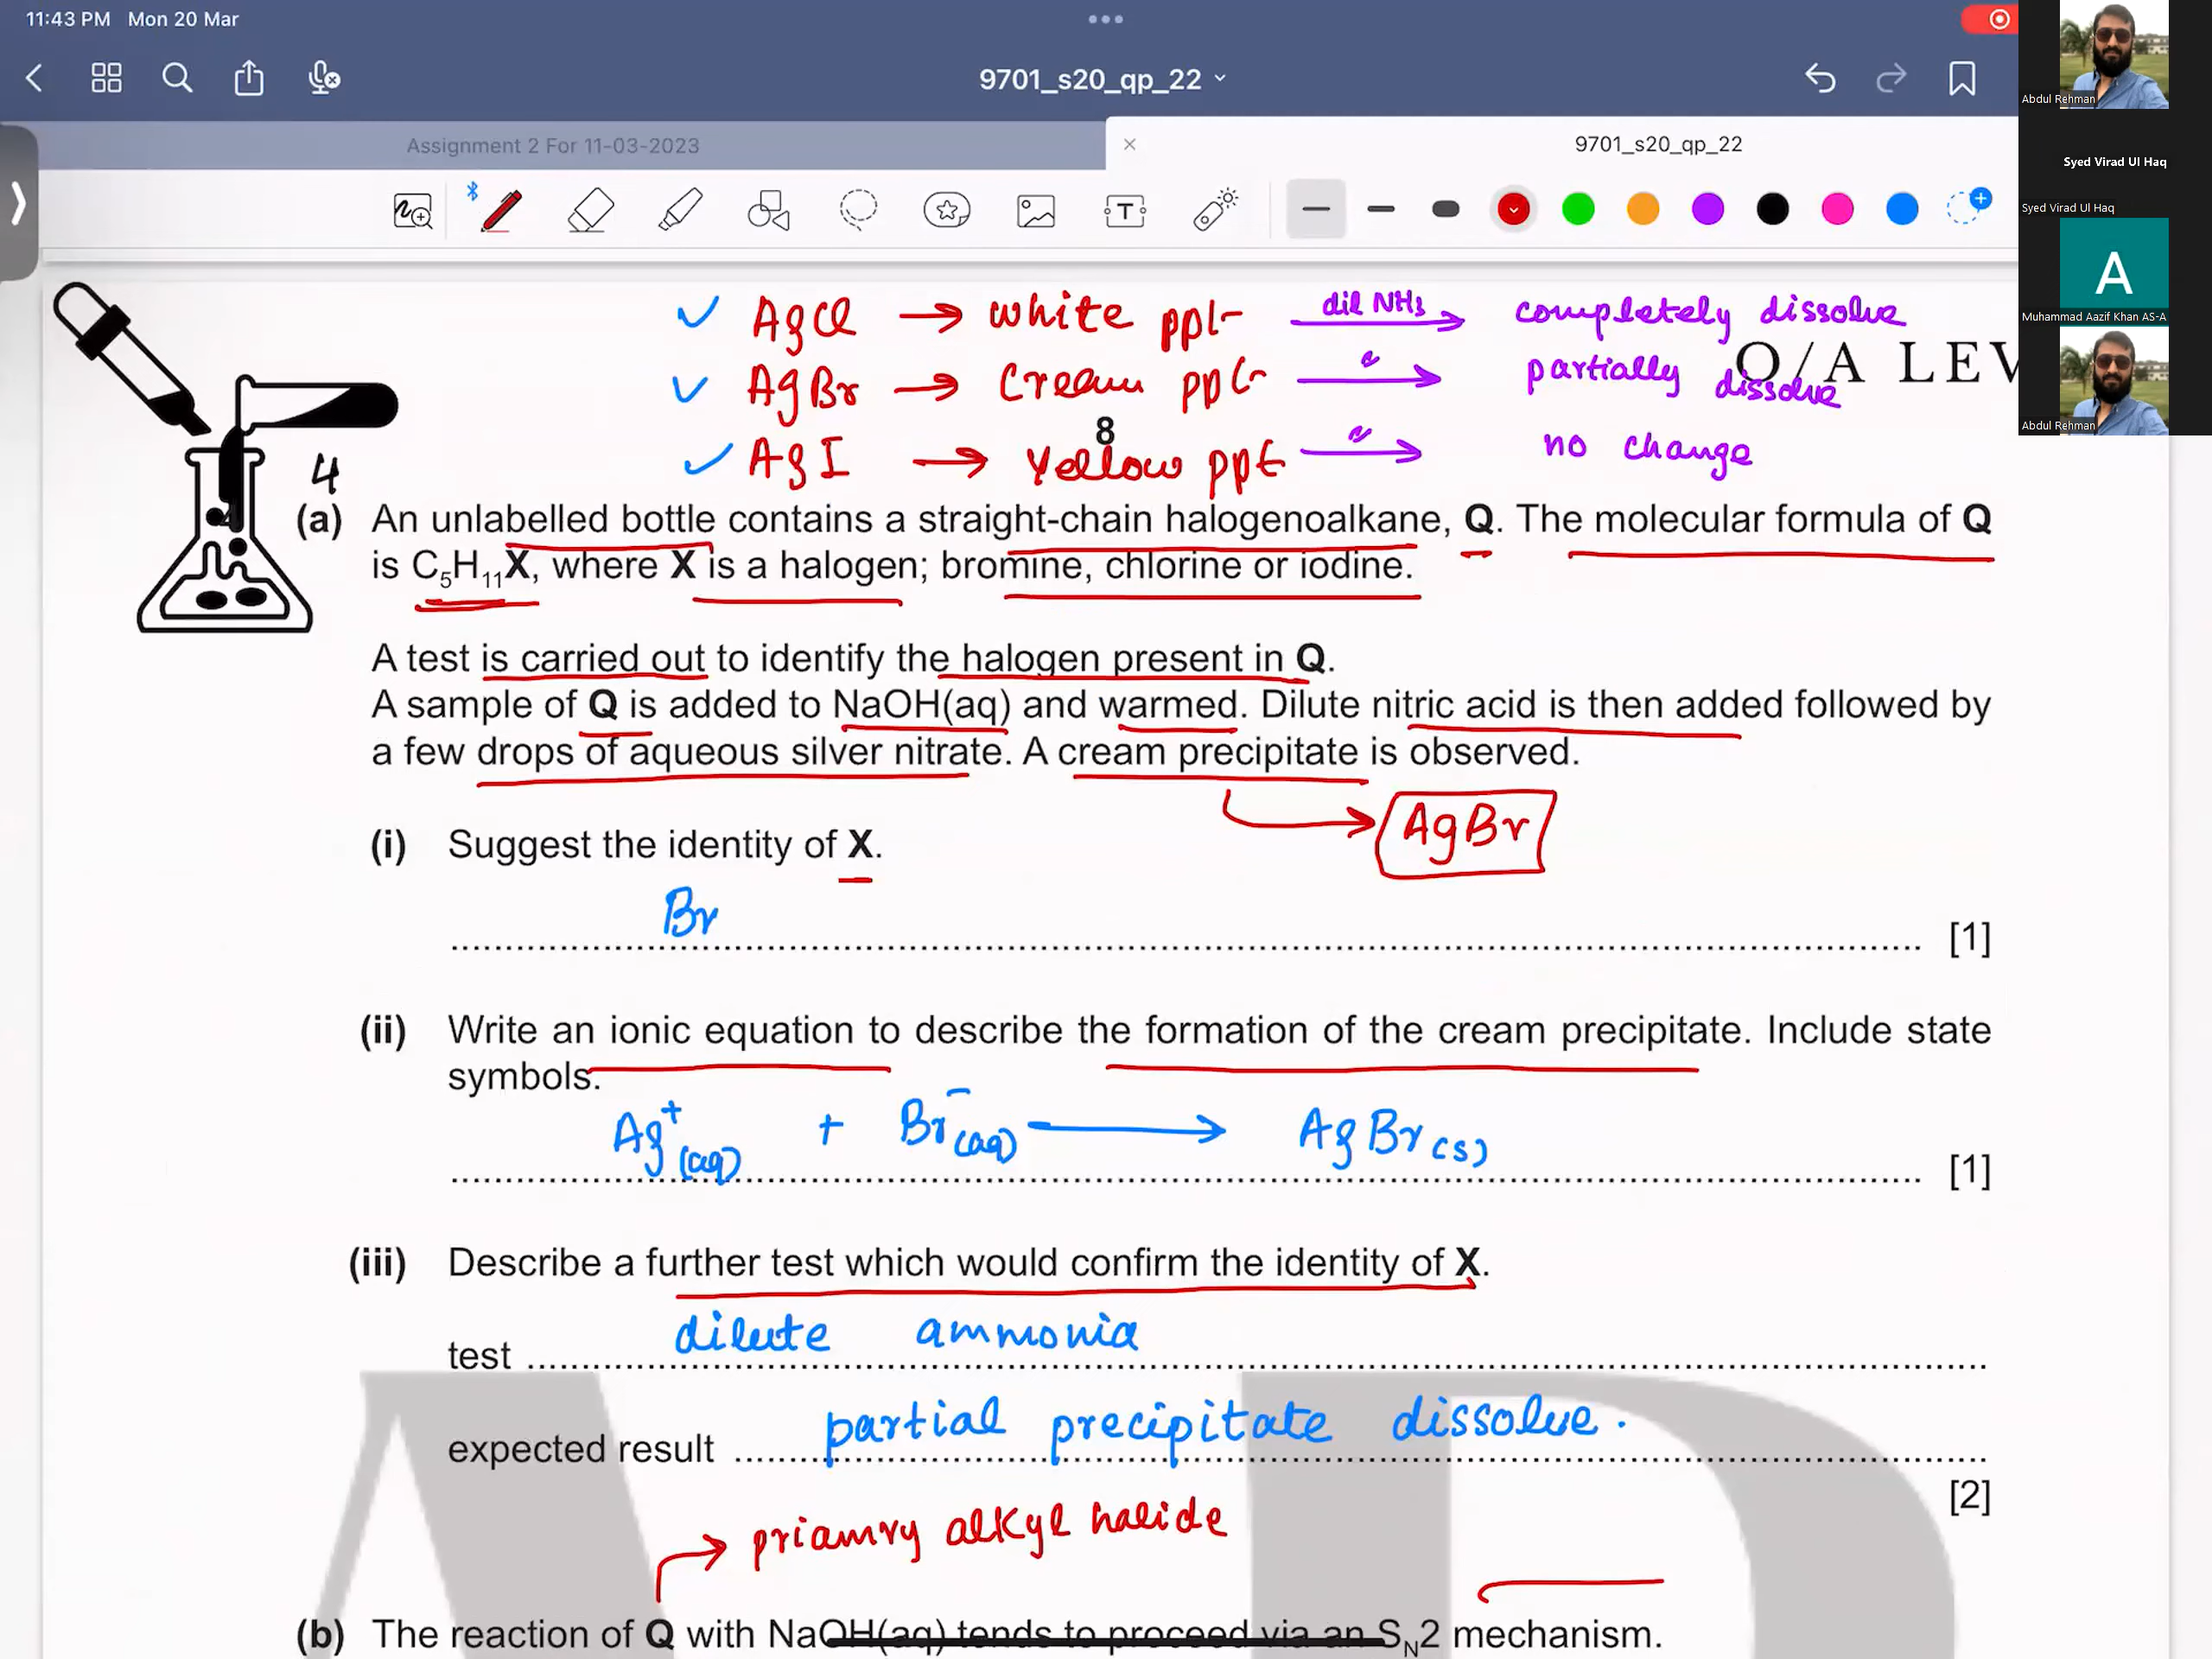 11:43 PM Mon 20 Mar
9701_s20_qp_22
Assignment 2 For 11-03-2023
9701_s20_qp_22
Abdul Rehman
Syed Virad Ul Haq
Syed Virad Ul Haq
A
Muhammad Aazif Khan AS-A
Abdul Rehman
AgCl → white ppt dil NH3 → completely dissolve
AgBr → Cream ppt " → partially dissolve
O/A LEV
8
AgI → Yellow ppt " → no change
4
(a) An unlabelled bottle contains a straight-chain halogenoalkane, Q. The molecular formula of Q
is C5H11X, where X is a halogen; bromine, chlorine or iodine.
A test is carried out to identify the halogen present in Q.
A sample of Q is added to NaOH(aq) and warmed. Dilute nitric acid is then added followed by
a few drops of aqueous silver nitrate. A cream precipitate is observed.
AgBr
(i) Suggest the identity of X.
Br
[1]
(ii) Write an ionic equation to describe the formation of the cream precipitate. Include state
symbols.
Ag+(aq) + Br-(aq) → AgBr(s)
[1]
(iii) Describe a further test which would confirm the identity of X.
test dilute ammonia
expected result partial precipitate dissolve.
[2]
→ priamry alkyl halide
(b) The reaction of Q with NaOH(aq) tends to proceed via an SN2 mechanism.